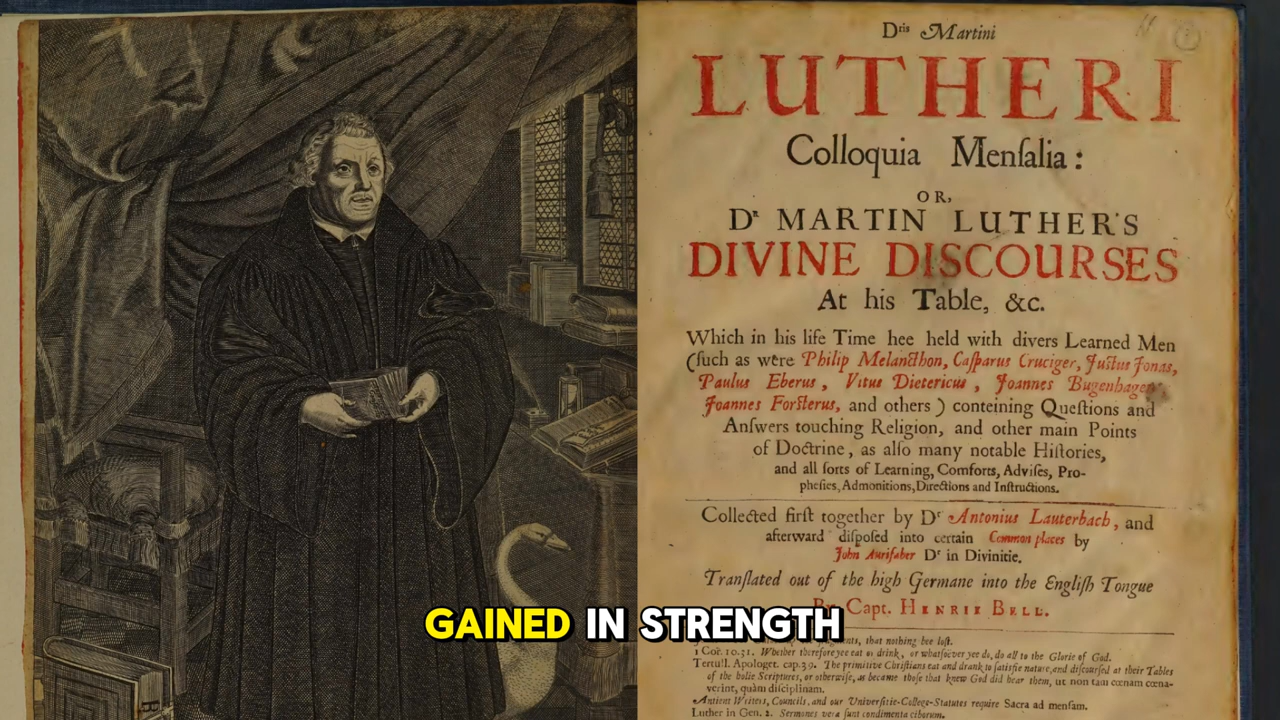 Dris Martini
LUTHERI
Colloquia Menſalia:
OR,
Dr MARTIN LUTHER'S
DIVINE DISCOURSES
At his Table, &c.
Which in his life Time hee held with divers Learned Men
(ſuch as were Philip Melancthon, Caſparus Cruciger, Juſtus Jonas,
Paulus Eberus, Vitus Dietericus, Joannes Bugenhagen
Joannes Forſterus, and others) conteining Queſtions and
Anſwers touching Religion, and other main Points
of Doctrine, as alſo many notable Hiſtories,
and all ſorts of Learning, Comforts, Adviſes, Pro-
pheſies, Admonitions, Directions and Inſtructions.
Collected firſt together by Dr Antonius Lauterbach, and
afterward diſpoſed into certain Common places by
John Aurifaber Dr in Divinitie.
Tranſlated out of the high Germane into the Engliſh Tongue
By Capt. HENRIE BELL.
GAINED IN STRENGTH
that nothing bee loſt.
1 Cor. 10.31. Whether therefore yee eat or drink, or whatſoever yee do, do all to the Glorie of God.
Tertull. Apologet. cap. 39. The primitive Chriſtians eat and drank to ſatisfie nature, and diſcourſed at their Tables
of the holie Scriptures, or otherwiſe, as became thoſe that knew God did hear them, ut non tam cœnam cœna-
verint, quàm diſciplinam.
Antient Writers, Councils, and our Univerſitie-College-Statutes require Sacra ad menſam.
Luther in Gen. 2. Sermones vera ſunt condimenta ciborum.